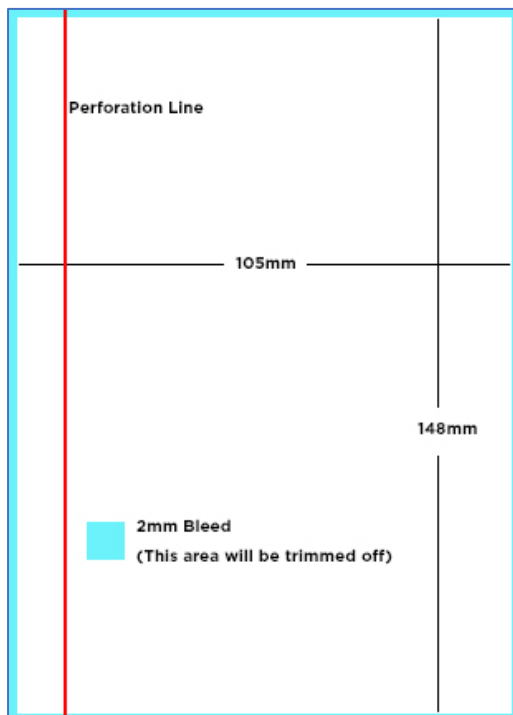 Perforation Line
105mm
148mm
2mm Bleed
(This area will be trimmed off)